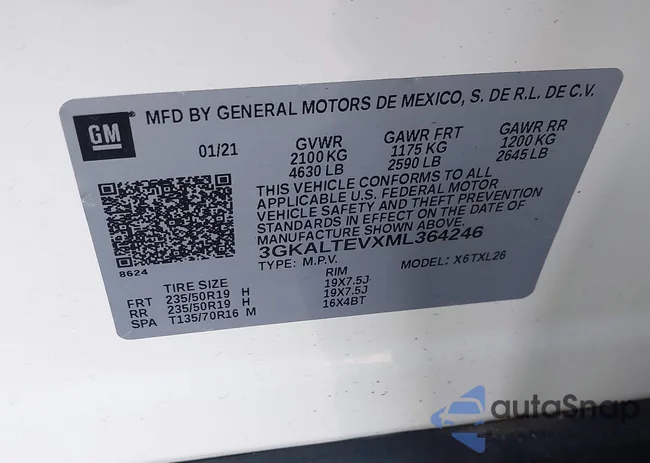 GM
MFD BY GENERAL MOTORS DE MEXICO, S. DE R.L. DE C.V.
01/21
GVWR
2100 KG
4630 LB
GAWR FRT
1175 KG
2590 LB
GAWR RR
1200 KG
2645 LB
THIS VEHICLE CONFORMS TO ALL
APPLICABLE U.S. FEDERAL MOTOR
VEHICLE SAFETY AND THEFT PREVENTION
STANDARDS IN EFFECT ON THE DATE OF
MANUFACTURE SHOWN ABOVE.
3GKALTEVXML364246
TYPE: M.P.V. MODEL: X6TXL26
8624
TIRE SIZE RIM
FRT 235/50R19 H 19X7.5J
RR 235/50R19 H 19X7.5J
SPA T135/70R16 M 16X4BT
autoSnap